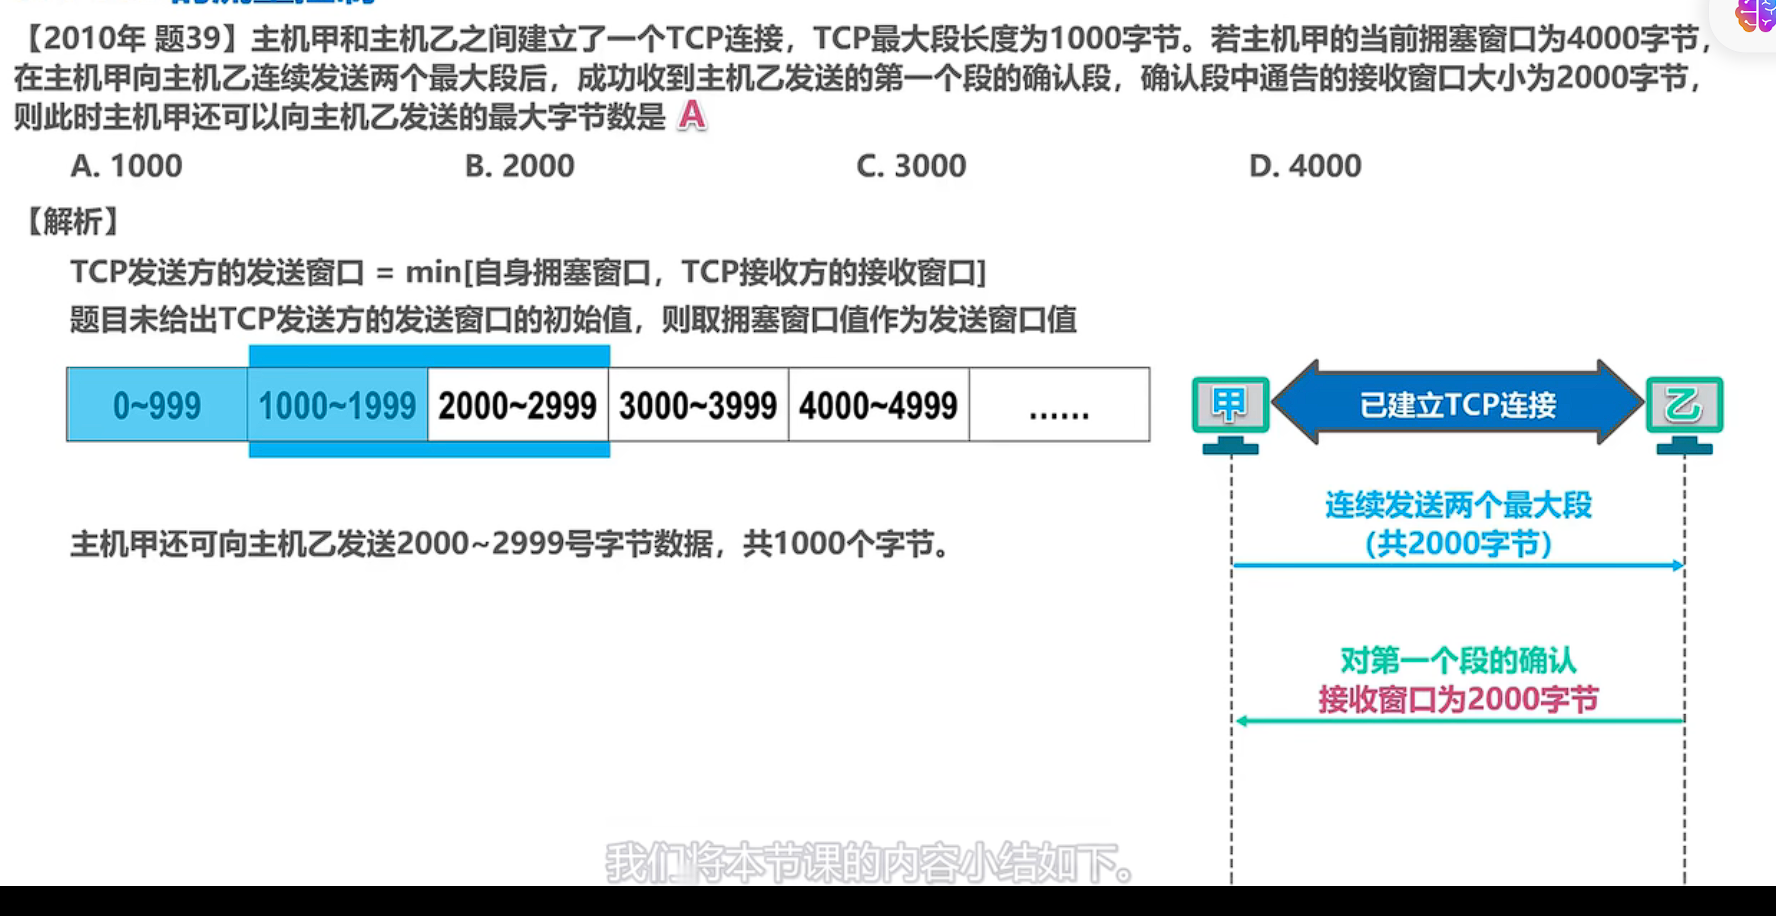 【2010年 题39】主机甲和主机乙之间建立了一个TCP连接，TCP最大段长度为1000字节。若主机甲的当前拥塞窗口为4000字节，
在主机甲向主机乙连续发送两个最大段后，成功收到主机乙发送的第一个段的确认段，确认段中通告的接收窗口大小为2000字节，
则此时主机甲还可以向主机乙发送的最大字节数是 A
A. 1000 B. 2000 C. 3000 D. 4000
【解析】
TCP发送方的发送窗口 = min[自身拥塞窗口，TCP接收方的接收窗口]
题目未给出TCP发送方的发送窗口的初始值，则取拥塞窗口值作为发送窗口值
0~999 1000~1999 2000~2999 3000~3999 4000~4999 ......
甲 已建立TCP连接 乙
连续发送两个最大段
(共2000字节)
主机甲还可向主机乙发送2000~2999号字节数据，共1000个字节。
对第一个段的确认
接收窗口为2000字节
我们将本节课的内容小结如下。